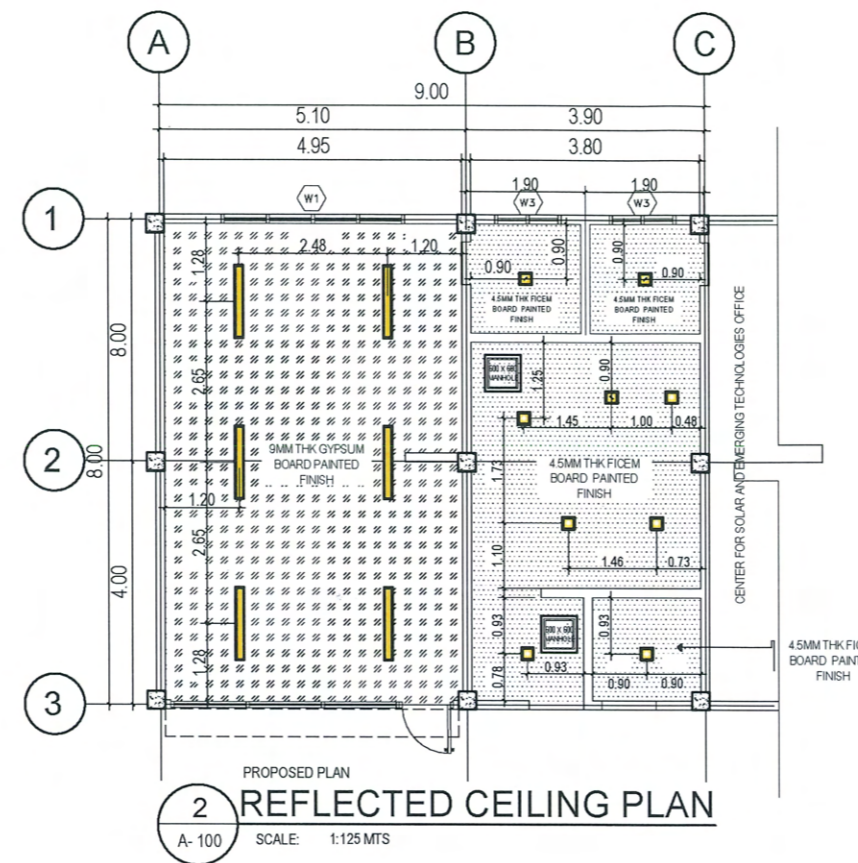 A
B
C
9.00
5.10
3.90
4.95
3.80
1.90
1.90
1
W1
W3
W3
2.48
1.20
1.28
0.90
0.90
0.90
0.90
4.5MM THK FICEM
BOARD PAINTED
FINISH
4.5MM THK FICEM
BOARD PAINTED
FINISH
8.00
600 X 600
MANHOLE
1.25
0.90
2.65
1.45
1.00
0.48
2
8.00
9MM THK GYPSUM
BOARD PAINTED
FINISH
4.5MM THK FICEM
BOARD PAINTED
FINISH
1.73
1.20
2.65
1.10
1.46
0.73
CENTER FOR SOLAR AND EMERGING TECHNOLOGIES OFFICE
4.00
0.93
600 X 600
MANHOLE
0.93
4.5MM THK FIC
BOARD PAINT
FINISH
1.28
0.78
0.93
0.90
0.90
3
PROPOSED PLAN
2
A- 100
REFLECTED CEILING PLAN
SCALE: 1:125 MTS